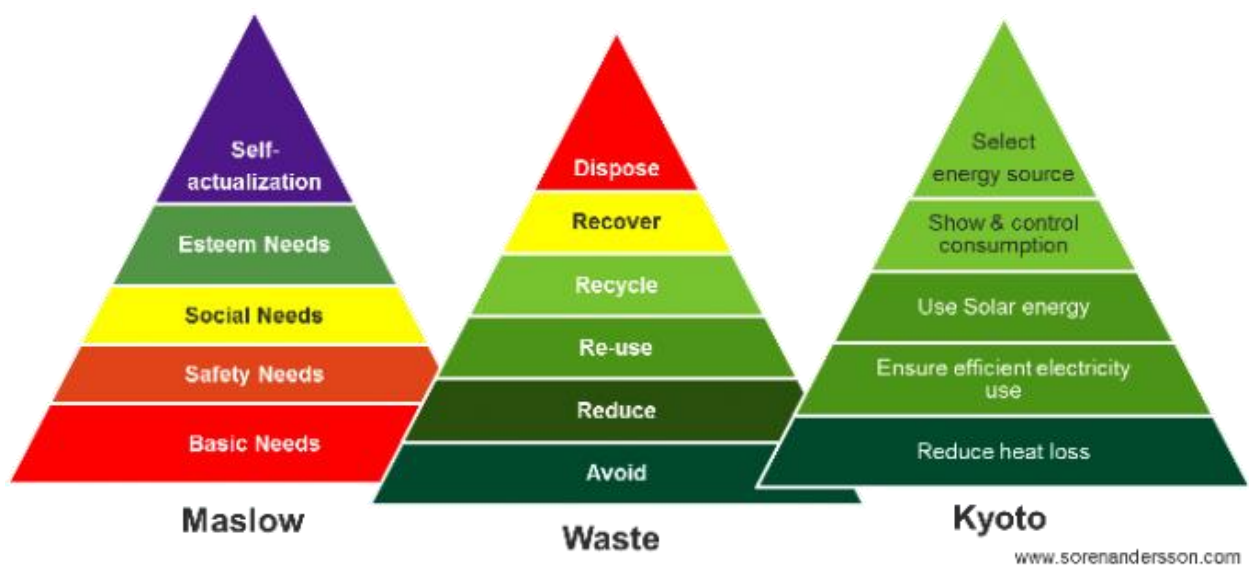 Self-
actualization
Esteem Needs
Social Needs
Safety Needs
Basic Needs
Maslow
Dispose
Recover
Recycle
Re-use
Reduce
Avoid
Waste
Select
energy source
Show & control
consumption
Use Solar energy
Ensure efficient electricity
use
Reduce heat loss
Kyoto
www.sorenandersson.com